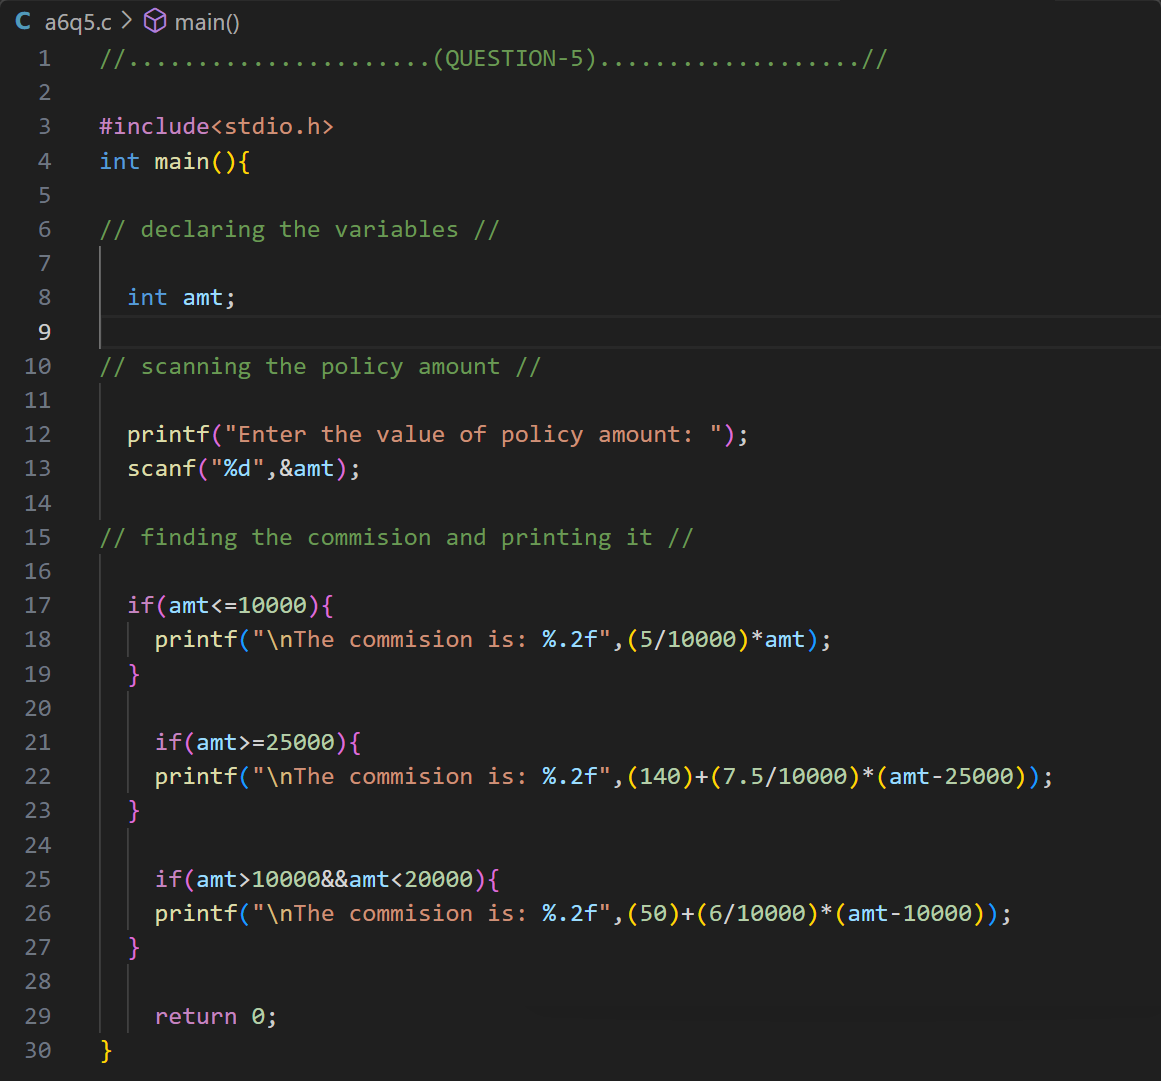 C a6q5.c > main()
1 //......................(QUESTION-5)...................//
2
3 #include<stdio.h>
4 int main(){
5
6 // declaring the variables //
7
8   int amt;
9
10 // scanning the policy amount //
11
12   printf("Enter the value of policy amount: ");
13   scanf("%d",&amt);
14
15 // finding the commision and printing it //
16
17   if(amt<=10000){
18     printf("\nThe commision is: %.2f",(5/10000)*amt);
19   }
20
21     if(amt>=25000){
22     printf("\nThe commision is: %.2f",(140)+(7.5/10000)*(amt-25000));
23   }
24
25     if(amt>10000&&amt<20000){
26     printf("\nThe commision is: %.2f",(50)+(6/10000)*(amt-10000));
27   }
28
29     return 0;
30 }